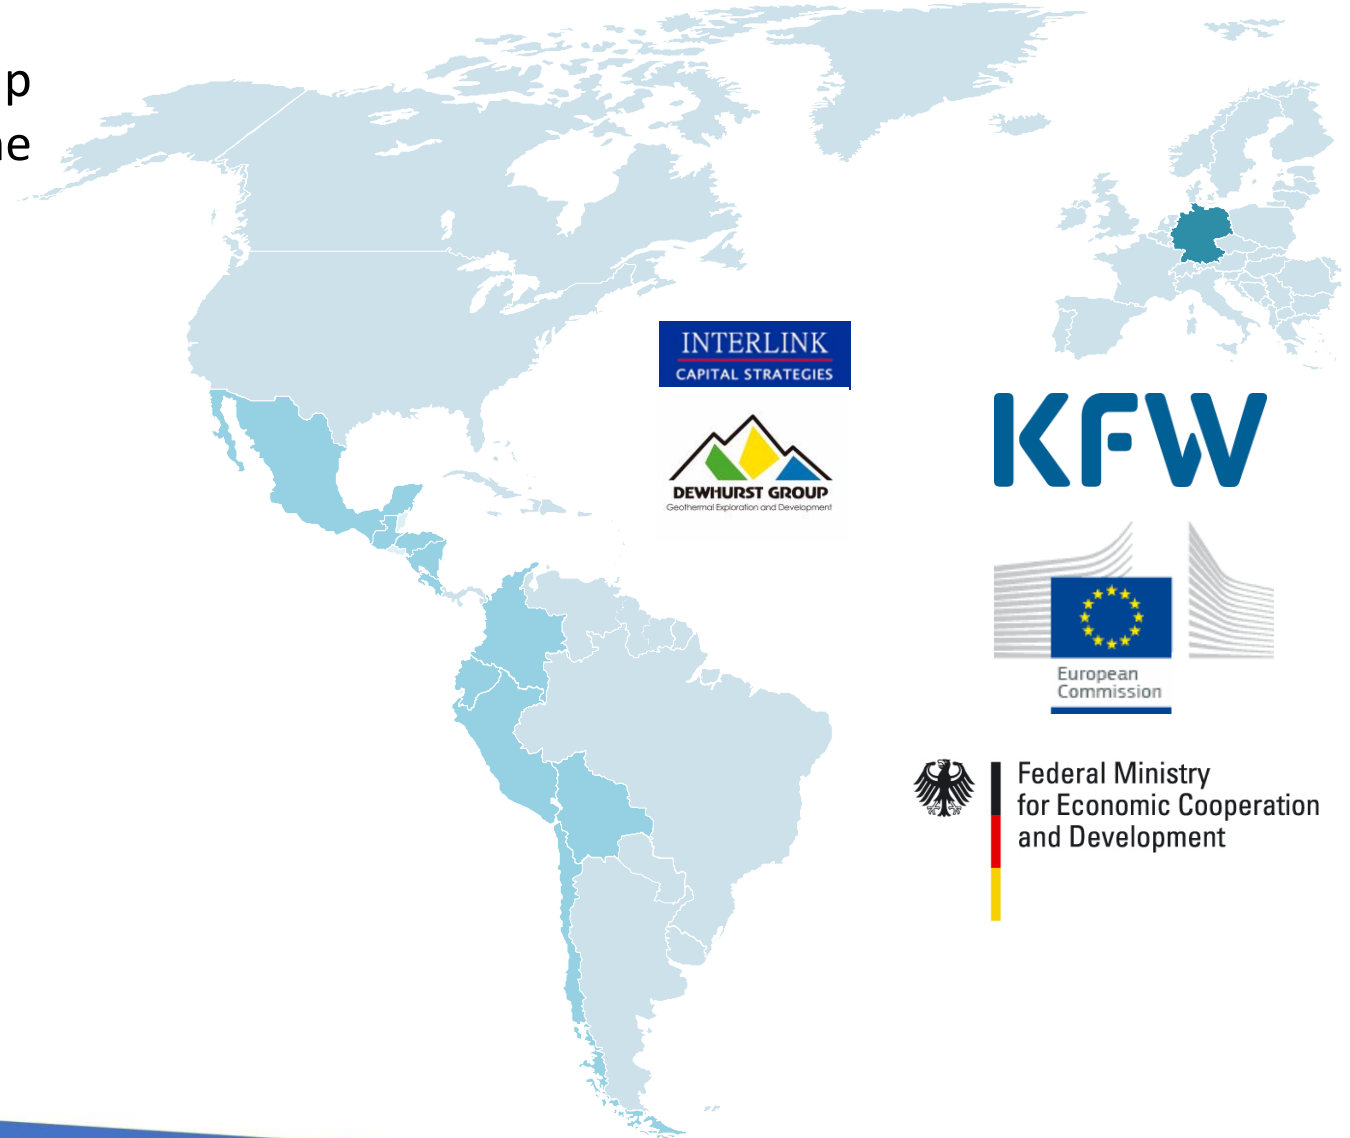 p
ne
INTERLINK
CAPITAL STRATEGIES
DEWHURST GROUP
Geothermal Exploration and Development
KFW
European
Commission
Federal Ministry
for Economic Cooperation
and Development